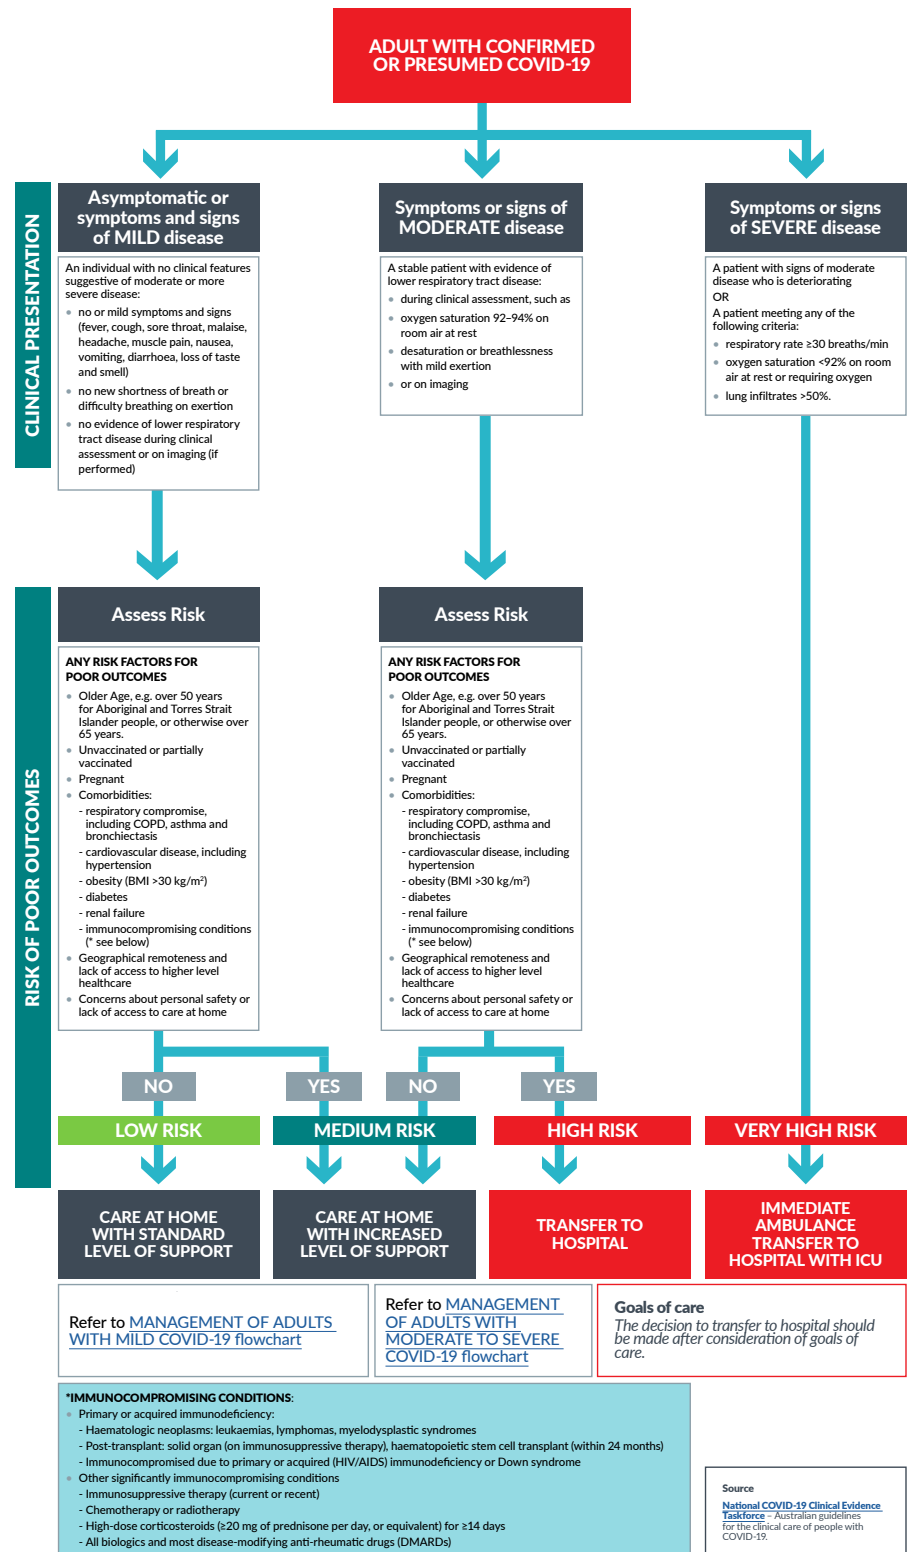 ADULT WITH CONFIRMED
OR PRESUMED COVID-19
CLINICAL PRESENTATION
Asymptomatic or
symptoms and signs
of MILD disease
An individual with no clinical features
suggestive of moderate or more
severe disease:
• no or mild symptoms and signs
(fever, cough, sore throat, malaise,
headache, muscle pain, nausea,
vomiting, diarrhoea, loss of taste
and smell)
• no new shortness of breath or
difficulty breathing on exertion
• no evidence of lower respiratory
tract disease during clinical
assessment or on imaging (if
performed)
Symptoms or signs of
MODERATE disease
A stable patient with evidence of
lower respiratory tract disease:
• during clinical assessment, such as
• oxygen saturation 92–94% on
room air at rest
• desaturation or breathlessness
with mild exertion
• or on imaging
Symptoms or signs
of SEVERE disease
A patient with signs of moderate
disease who is deteriorating
OR
A patient meeting any of the
following criteria:
• respiratory rate ≥30 breaths/min
• oxygen saturation <92% on room
air at rest or requiring oxygen
• lung infiltrates >50%.
RISK OF POOR OUTCOMES
Assess Risk
ANY RISK FACTORS FOR
POOR OUTCOMES
• Older Age, e.g. over 50 years
for Aboriginal and Torres Strait
Islander people, or otherwise over
65 years.
• Unvaccinated or partially
vaccinated
• Pregnant
• Comorbidities:
- respiratory compromise,
including COPD, asthma and
bronchiectasis
- cardiovascular disease, including
hypertension
- obesity (BMI >30 kg/m²)
- diabetes
- renal failure
- immunocompromising conditions
(* see below)
• Geographical remoteness and
lack of access to higher level
healthcare
• Concerns about personal safety or
lack of access to care at home
Assess Risk
ANY RISK FACTORS FOR
POOR OUTCOMES
• Older Age, e.g. over 50 years
for Aboriginal and Torres Strait
Islander people, or otherwise over
65 years.
• Unvaccinated or partially
vaccinated
• Pregnant
• Comorbidities:
- respiratory compromise,
including COPD, asthma and
bronchiectasis
- cardiovascular disease, including
hypertension
- obesity (BMI >30 kg/m²)
- diabetes
- renal failure
- immunocompromising conditions
(* see below)
• Geographical remoteness and
lack of access to higher level
healthcare
• Concerns about personal safety or
lack of access to care at home
NO
YES
NO
YES
LOW RISK
MEDIUM RISK
HIGH RISK
VERY HIGH RISK
CARE AT HOME
WITH STANDARD
LEVEL OF SUPPORT
CARE AT HOME
WITH INCREASED
LEVEL OF SUPPORT
TRANSFER TO
HOSPITAL
IMMEDIATE
AMBULANCE
TRANSFER TO
HOSPITAL WITH ICU
Refer to MANAGEMENT OF ADULTS
WITH MILD COVID-19 flowchart
Refer to MANAGEMENT
OF ADULTS WITH
MODERATE TO SEVERE
COVID-19 flowchart
Goals of care
The decision to transfer to hospital should
be made after consideration of goals of
care.
*IMMUNOCOMPROMISING CONDITIONS:
• Primary or acquired immunodeficiency:
- Haematologic neoplasms: leukaemias, lymphomas, myelodysplastic syndromes
- Post-transplant: solid organ (on immunosuppressive therapy), haematopoietic stem cell transplant (within 24 months)
- Immunocompromised due to primary or acquired (HIV/AIDS) immunodeficiency or Down syndrome
• Other significantly immunocompromising conditions
- Immunosuppressive therapy (current or recent)
- Chemotherapy or radiotherapy
- High-dose corticosteroids (≥20 mg of prednisone per day, or equivalent) for ≥14 days
- All biologics and most disease-modifying anti-rheumatic drugs (DMARDs)
Source
National COVID-19 Clinical Evidence
Taskforce – Australian guidelines
for the clinical care of people with
COVID-19.